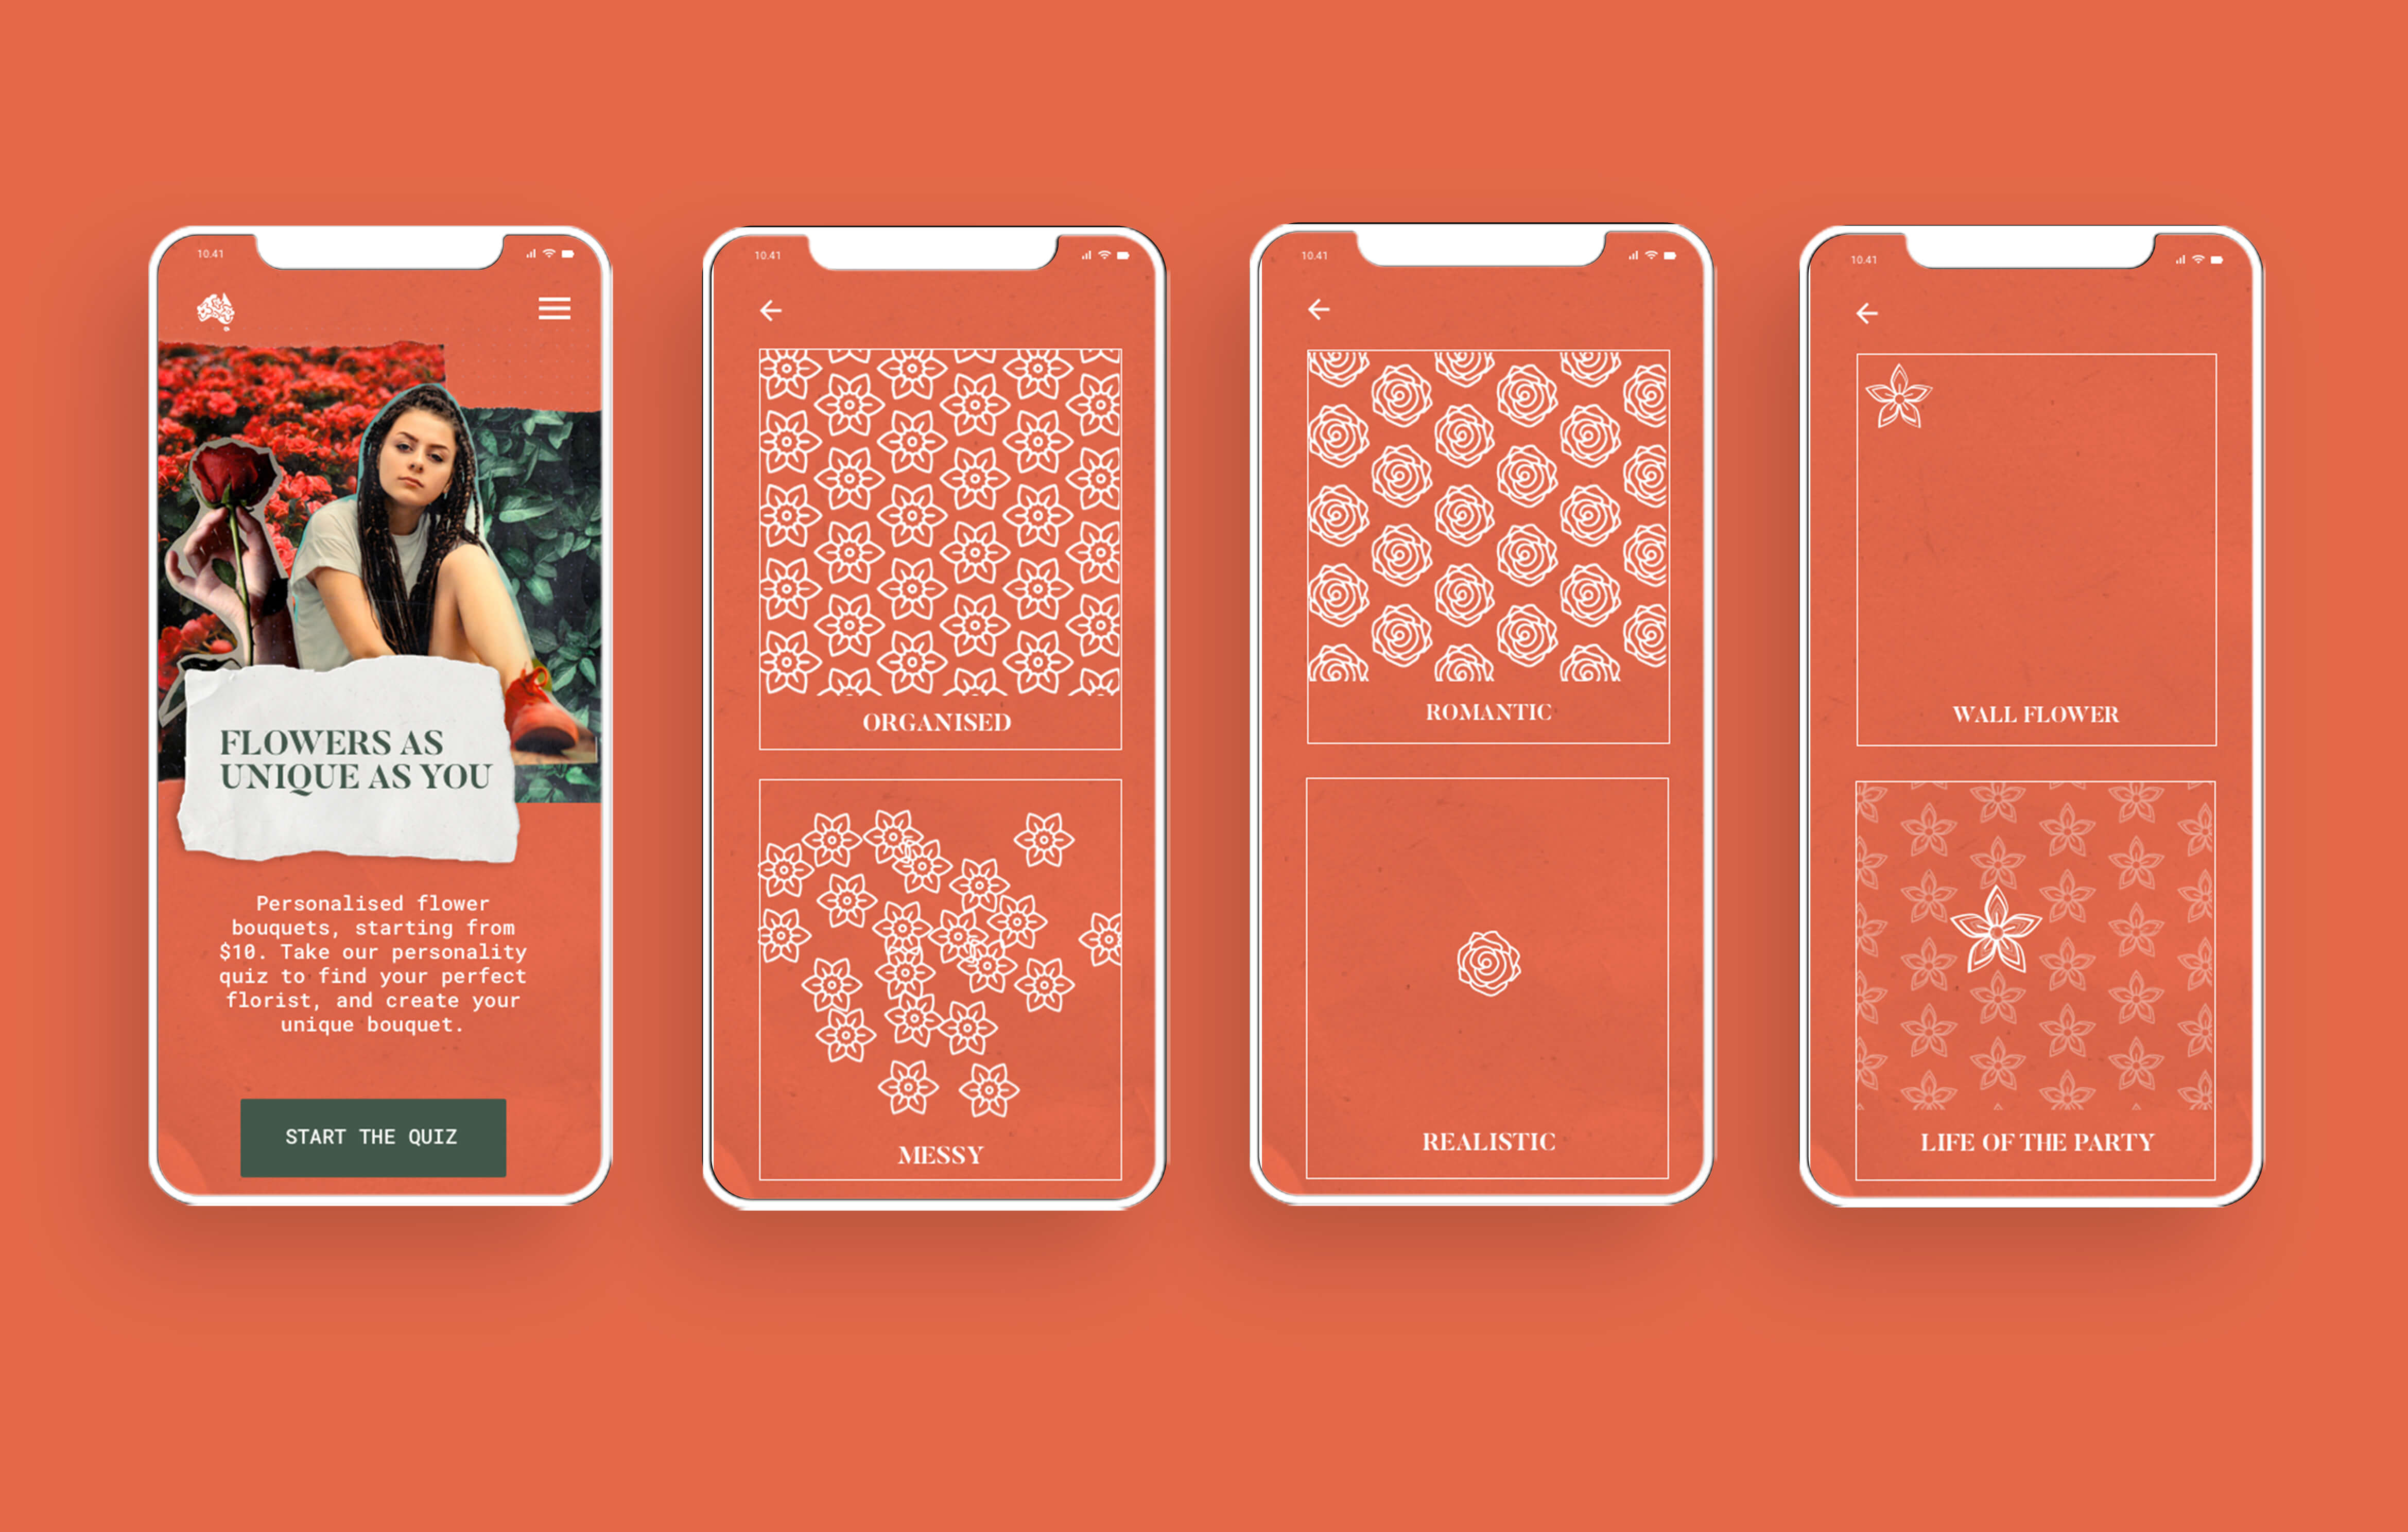 10.41
FLOWERS AS
UNIQUE AS YOU
Personalised flower
bouquets, starting from
$10. Take our personality
quiz to find your perfect
florist, and create your
unique bouquet.
START THE QUIZ
10.41
ORGANISED
MESSY
10.41
ROMANTIC
REALISTIC
10.41
WALL FLOWER
LIFE OF THE PARTY